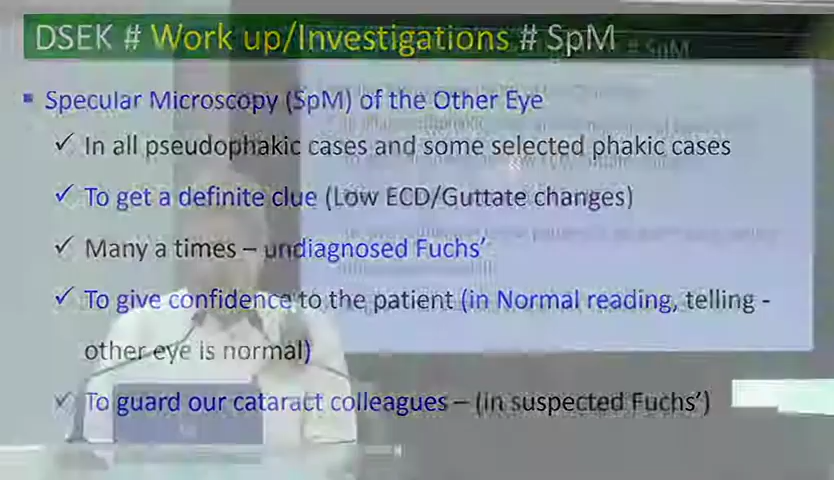 DSEK # Work up/Investigations # SpM
▪ Specular Microscopy (SpM) of the Other Eye
✓ In all pseudophakic cases and some selected phakic cases
✓ To get a definite clue (Low ECD/Guttate changes)
✓ Many a times – undiagnosed Fuchs'
✓ To give confidence to the patient (in Normal reading, telling -
other eye is normal)
✓ To guard our cataract colleagues – (in suspected Fuchs')
# SpM